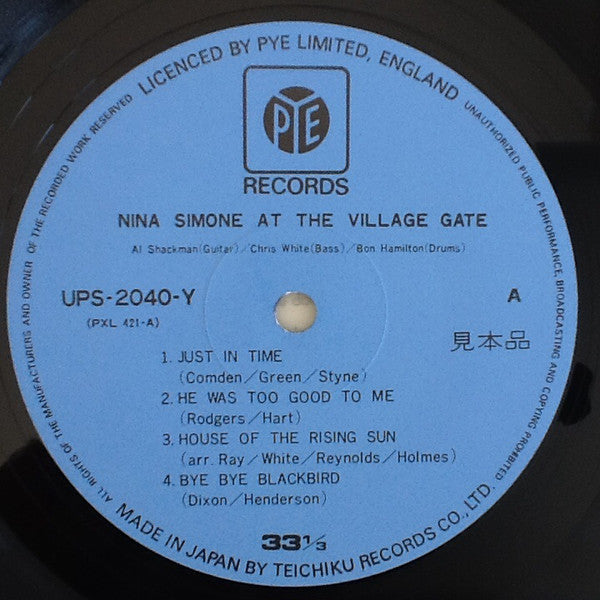 LICENCED BY PYE LIMITED, ENGLAND
UNAUTHORIZED PUBLIC PERFORMANCE, BROADCASTING AND COPYING PROHIBITED
ALL RIGHTS OF THE MANUFACTURERS AND OWNER OF THE RECORDED WORK RESERVED
PYE
RECORDS
NINA SIMONE AT THE VILLAGE GATE
Al Shackman(Guitar)／Chris White(Bass)／Bon Hamilton(Drums)
UPS-2040-Y
A
(PXL 421-A)
見本品
1. JUST IN TIME
(Comden／Green／Styne)
2. HE WAS TOO GOOD TO ME
(Rodgers／Hart)
3. HOUSE OF THE RISING SUN
(arr. Ray／White／Reynolds／Holmes)
4. BYE BYE BLACKBIRD
(Dixon／Henderson)
33 1/3
MADE IN JAPAN BY TEICHIKU RECORDS CO., LTD.